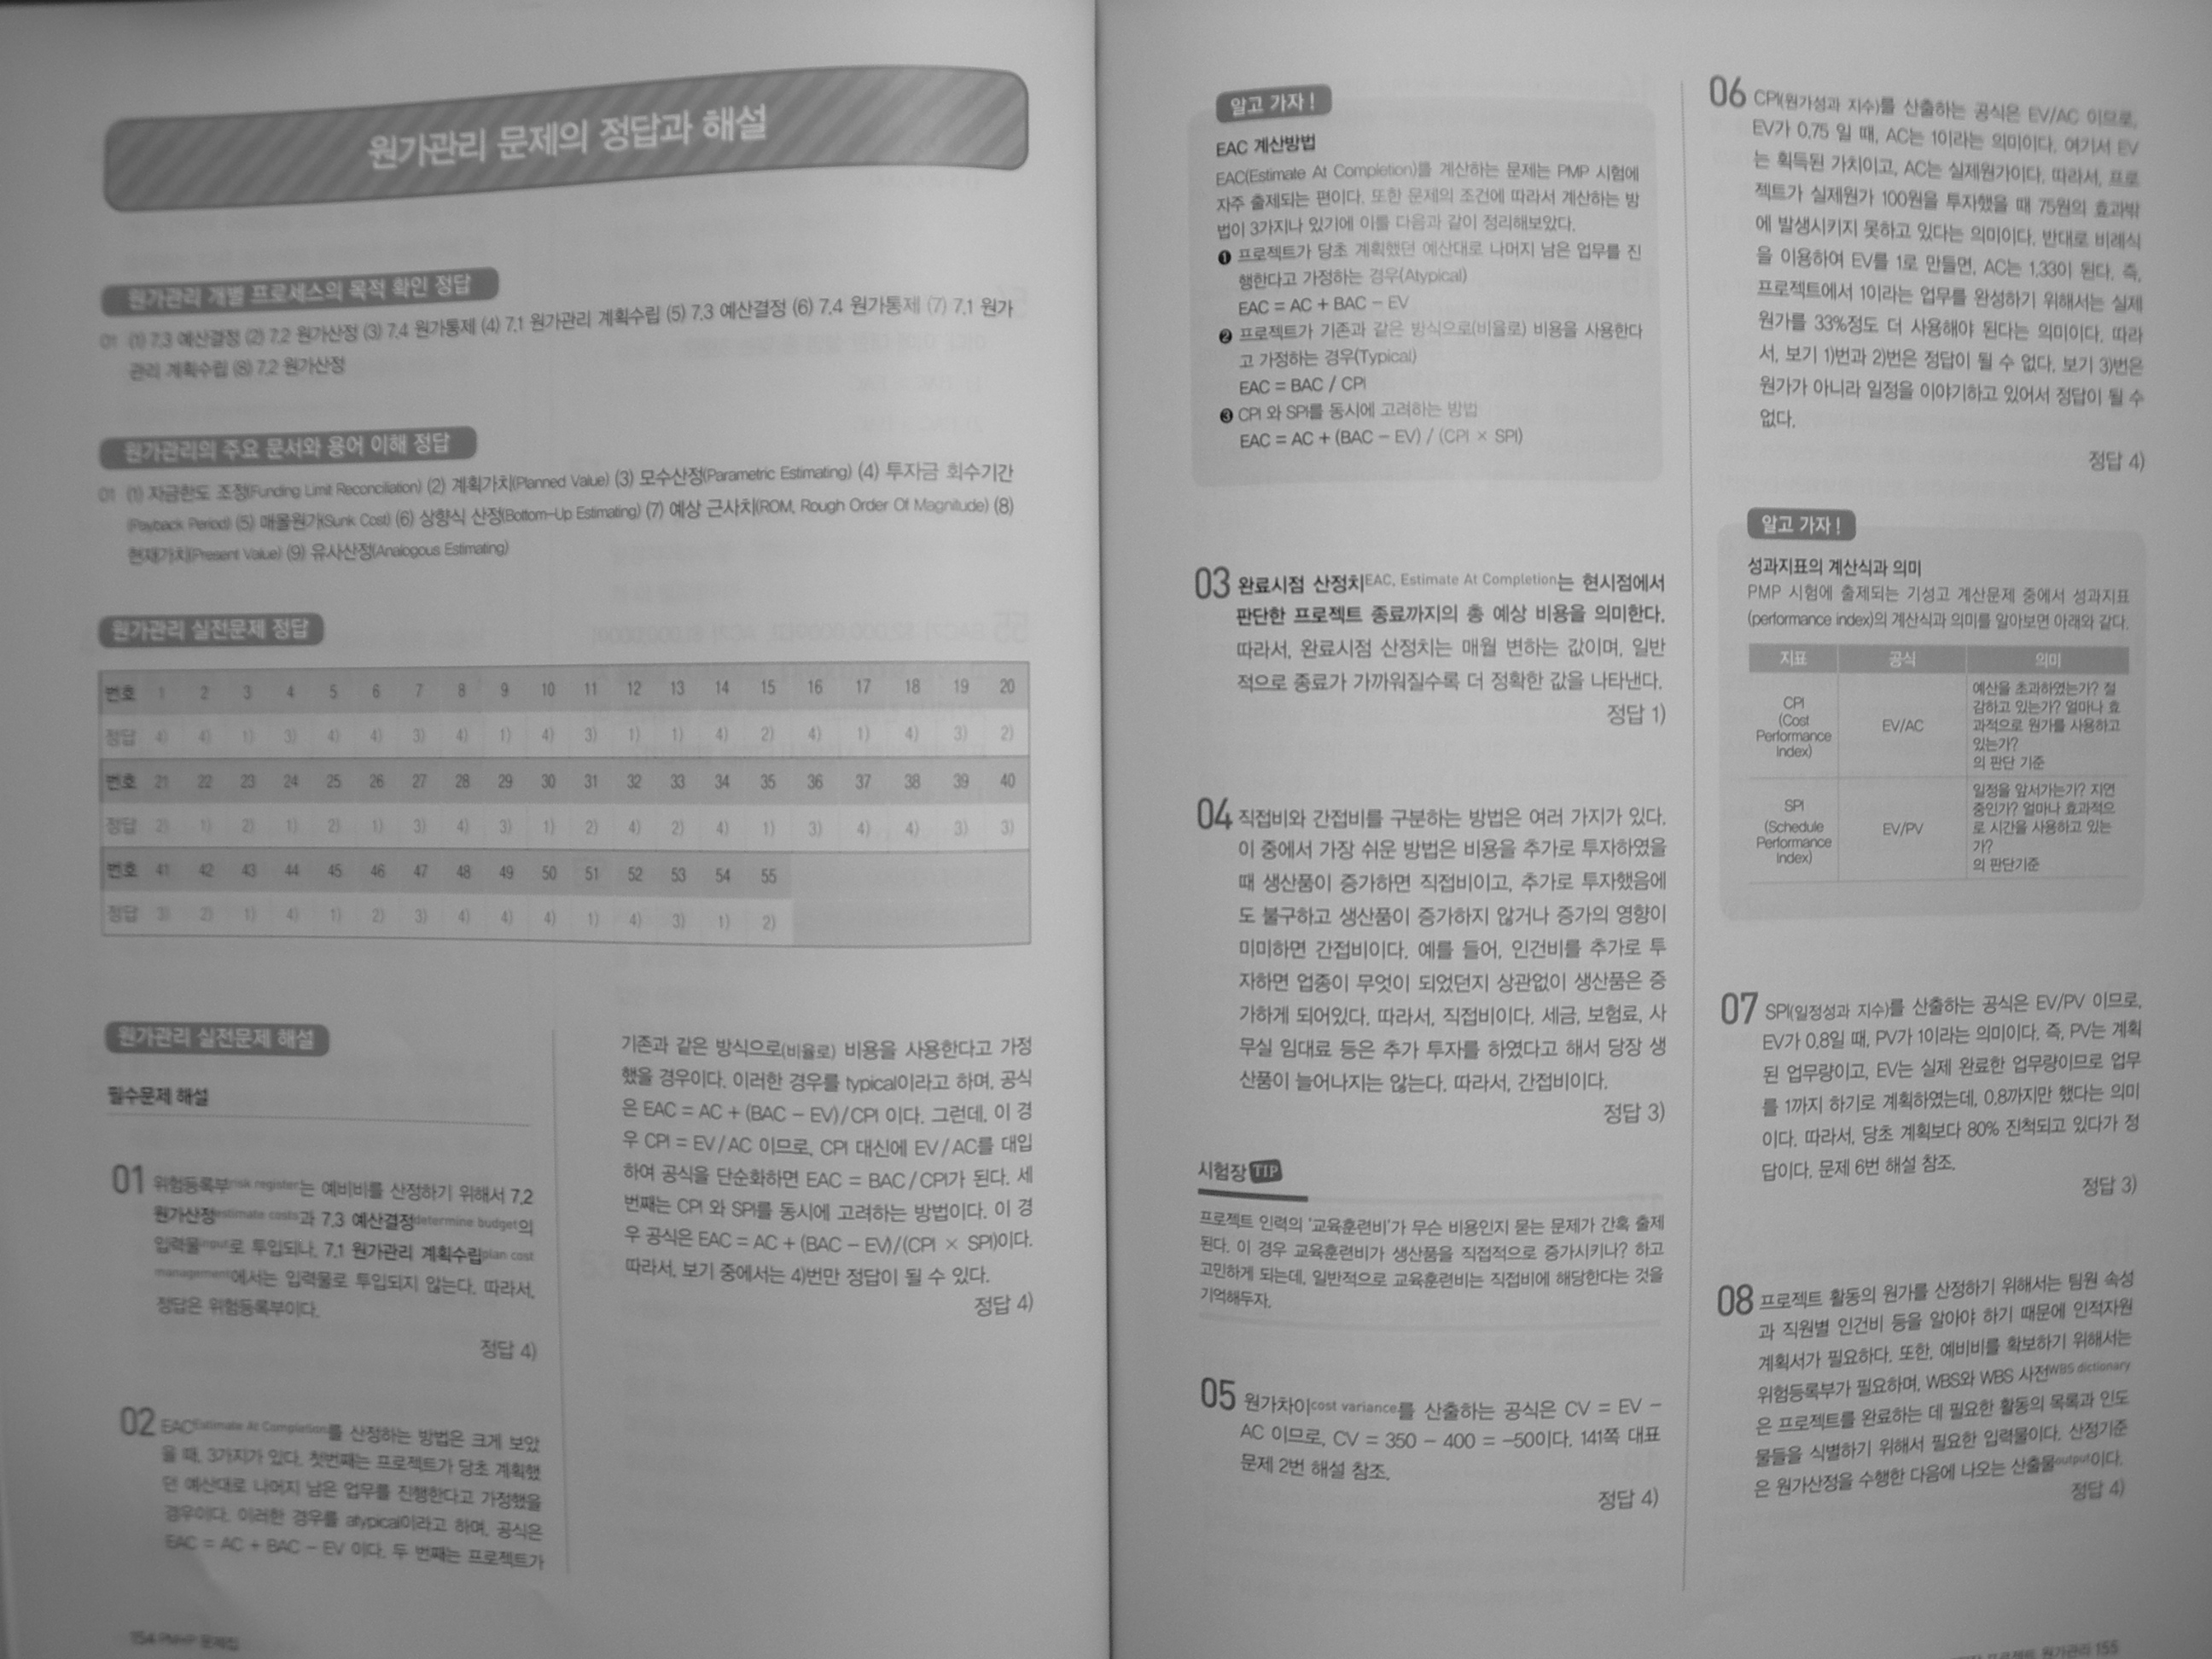 원가관리 문제의 정답과 해설
원가관리 개별 프로세스의 목적 확인 정답
01 (1) 7.3 예산결정 (2) 7.2 원가산정 (3) 7.4 원가통제 (4) 7.1 원가관리 계획수립 (5) 7.3 예산결정 (6) 7.4 원가통제 (7) 7.1 원가
관리 계획수립 (8) 7.2 원가산정
원가관리의 주요 문서와 용어 이해 정답
01 (1) 자금한도 조정(Funding Limit Reconciliation) (2) 계획가치(Planned Value) (3) 모수산정(Parametric Estimating) (4) 투자금 회수기간
(Payback Period) (5) 매몰원가(Sunk Cost) (6) 상향식 산정(Bottom-Up Estimating) (7) 예상 근사치(ROM, Rough Order Of Magnitude) (8)
현재가치(Present Value) (9) 유사산정(Analogous Estimating)
원가관리 실전문제 정답
번호 1 2 3 4 5 6 7 8 9 10 11 12 13 14 15 16 17 18 19 20
정답 4) 4) 1) 3) 4) 4) 3) 4) 1) 4) 3) 1) 1) 4) 2) 4) 1) 4) 3) 2)
번호 21 22 23 24 25 26 27 28 29 30 31 32 33 34 35 36 37 38 39 40
정답 2) 1) 2) 1) 2) 1) 3) 4) 3) 1) 2) 4) 2) 4) 1) 3) 4) 4) 3) 3)
번호 41 42 43 44 45 46 47 48 49 50 51 52 53 54 55
정답 3) 2) 1) 4) 1) 2) 3) 4) 4) 4) 1) 4) 3) 1) 2)
원가관리 실전문제 해설
필수문제 해설
01 위험등록부risk register는 예비비를 산정하기 위해서 7.2
원가산정estimate costs과 7.3 예산결정determine budget의
입력물input로 투입되나, 7.1 원가관리 계획수립plan cost
management에서는 입력물로 투입되지 않는다. 따라서,
정답은 위험등록부이다.
정답 4)
02 EACEstimate At Completion를 산정하는 방법은 크게 보았
을 때, 3가지가 있다. 첫번째는 프로젝트가 당초 계획했
던 예산대로 나머지 남은 업무를 진행한다고 가정했을
경우이다. 이러한 경우를 atypical이라고 하며, 공식은
EAC = AC + BAC - EV 이다. 두 번째는 프로젝트가
기존과 같은 방식으로(비율로) 비용을 사용한다고 가정
했을 경우이다. 이러한 경우를 typical이라고 하며, 공식
은 EAC = AC + (BAC - EV)/CPI 이다. 그런데, 이 경
우 CPI = EV/AC 이므로, CPI 대신에 EV/AC를 대입
하여 공식을 단순화하면 EAC = BAC/CPI가 된다. 세
번째는 CPI 와 SPI를 동시에 고려하는 방법이다. 이 경
우 공식은 EAC = AC + (BAC - EV)/(CPI × SPI)이다.
따라서, 보기 중에서는 4)번만 정답이 될 수 있다.
정답 4)
154 PMP 문제집
알고 가자!
EAC 계산방법
EAC(Estimate At Completion)를 계산하는 문제는 PMP 시험에
자주 출제되는 편이다. 또한 문제의 조건에 따라서 계산하는 방
법이 3가지나 있기에 이를 다음과 같이 정리해보았다.
❶ 프로젝트가 당초 계획했던 예산대로 나머지 남은 업무를 진
행한다고 가정하는 경우(Atypical)
EAC = AC + BAC - EV
❷ 프로젝트가 기존과 같은 방식으로(비율로) 비용을 사용한다
고 가정하는 경우(Typical)
EAC = BAC / CPI
❸ CPI 와 SPI를 동시에 고려하는 방법
EAC = AC + (BAC - EV) / (CPI × SPI)
03 완료시점 산정치EAC, Estimate At Completion는 현시점에서
판단한 프로젝트 종료까지의 총 예상 비용을 의미한다.
따라서, 완료시점 산정치는 매월 변하는 값이며, 일반
적으로 종료가 가까워질수록 더 정확한 값을 나타낸다.
정답 1)
04 직접비와 간접비를 구분하는 방법은 여러 가지가 있다.
이 중에서 가장 쉬운 방법은 비용을 추가로 투자하였을
때 생산품이 증가하면 직접비이고, 추가로 투자했음에
도 불구하고 생산품이 증가하지 않거나 증가의 영향이
미미하면 간접비이다. 예를 들어, 인건비를 추가로 투
자하면 업종이 무엇이 되었던지 상관없이 생산품은 증
가하게 되어있다. 따라서, 직접비이다. 세금, 보험료, 사
무실 임대료 등은 추가 투자를 하였다고 해서 당장 생
산품이 늘어나지는 않는다. 따라서, 간접비이다.
정답 3)
시험장 TIP
프로젝트 인력의 '교육훈련비'가 무슨 비용인지 묻는 문제가 간혹 출제
된다. 이 경우 교육훈련비가 생산품을 직접적으로 증가시키나? 하고
고민하게 되는데, 일반적으로 교육훈련비는 직접비에 해당한다는 것을
기억해두자.
05 원가차이cost variance를 산출하는 공식은 CV = EV -
AC 이므로, CV = 350 - 400 = -50이다. 141쪽 대표
문제 2번 해설 참조.
정답 4)
06 CPI(원가성과 지수)를 산출하는 공식은 EV/AC 이므로,
EV가 0.75 일 때, AC는 1이라는 의미이다. 여기서 EV
는 획득된 가치이고, AC는 실제원가이다. 따라서, 프로
젝트가 실제원가 100원을 투자했을 때 75원의 효과밖
에 발생시키지 못하고 있다는 의미이다. 반대로 비례식
을 이용하여 EV를 1로 만들면, AC는 1.33이 된다. 즉,
프로젝트에서 1이라는 업무를 완성하기 위해서는 실제
원가를 33%정도 더 사용해야 된다는 의미이다. 따라
서, 보기 1)번과 2)번은 정답이 될 수 없다. 보기 3)번은
원가가 아니라 일정을 이야기하고 있어서 정답이 될 수
없다.
정답 4)
알고 가자!
성과지표의 계산식과 의미
PMP 시험에 출제되는 기성고 계산문제 중에서 성과지표
(performance index)의 계산식과 의미를 알아보면 아래와 같다.
지표 공식 의미
CPI
(Cost
Performance
Index)
EV/AC
예산을 초과하였는가? 절
감하고 있는가? 얼마나 효
과적으로 원가를 사용하고
있는가?
의 판단 기준
SPI
(Schedule
Performance
Index)
EV/PV
일정을 앞서가는가? 지연
중인가? 얼마나 효과적으
로 시간을 사용하고 있는
가?
의 판단기준
07 SPI(일정성과 지수)를 산출하는 공식은 EV/PV 이므로,
EV가 0.8일 때, PV가 1이라는 의미이다. 즉, PV는 계획
된 업무량이고, EV는 실제 완료한 업무량이므로 업무
를 1까지 하기로 계획하였는데, 0.8까지만 했다는 의미
이다. 따라서, 당초 계획보다 80% 진척되고 있다가 정
답이다. 문제 6번 해설 참조.
정답 3)
08 프로젝트 활동의 원가를 산정하기 위해서는 팀원 속성
과 직원별 인건비 등을 알아야 하기 때문에 인적자원
계획서가 필요하다. 또한, 예비비를 확보하기 위해서는
위험등록부가 필요하며, WBS와 WBS 사전WBS dictionary
은 프로젝트를 완료하는 데 필요한 활동의 목록과 인도
물들을 식별하기 위해서 필요한 입력물이다. 산정기준
은 원가산정을 수행한 다음에 나오는 산출물output이다.
정답 4)
프로젝트 원가관리 155